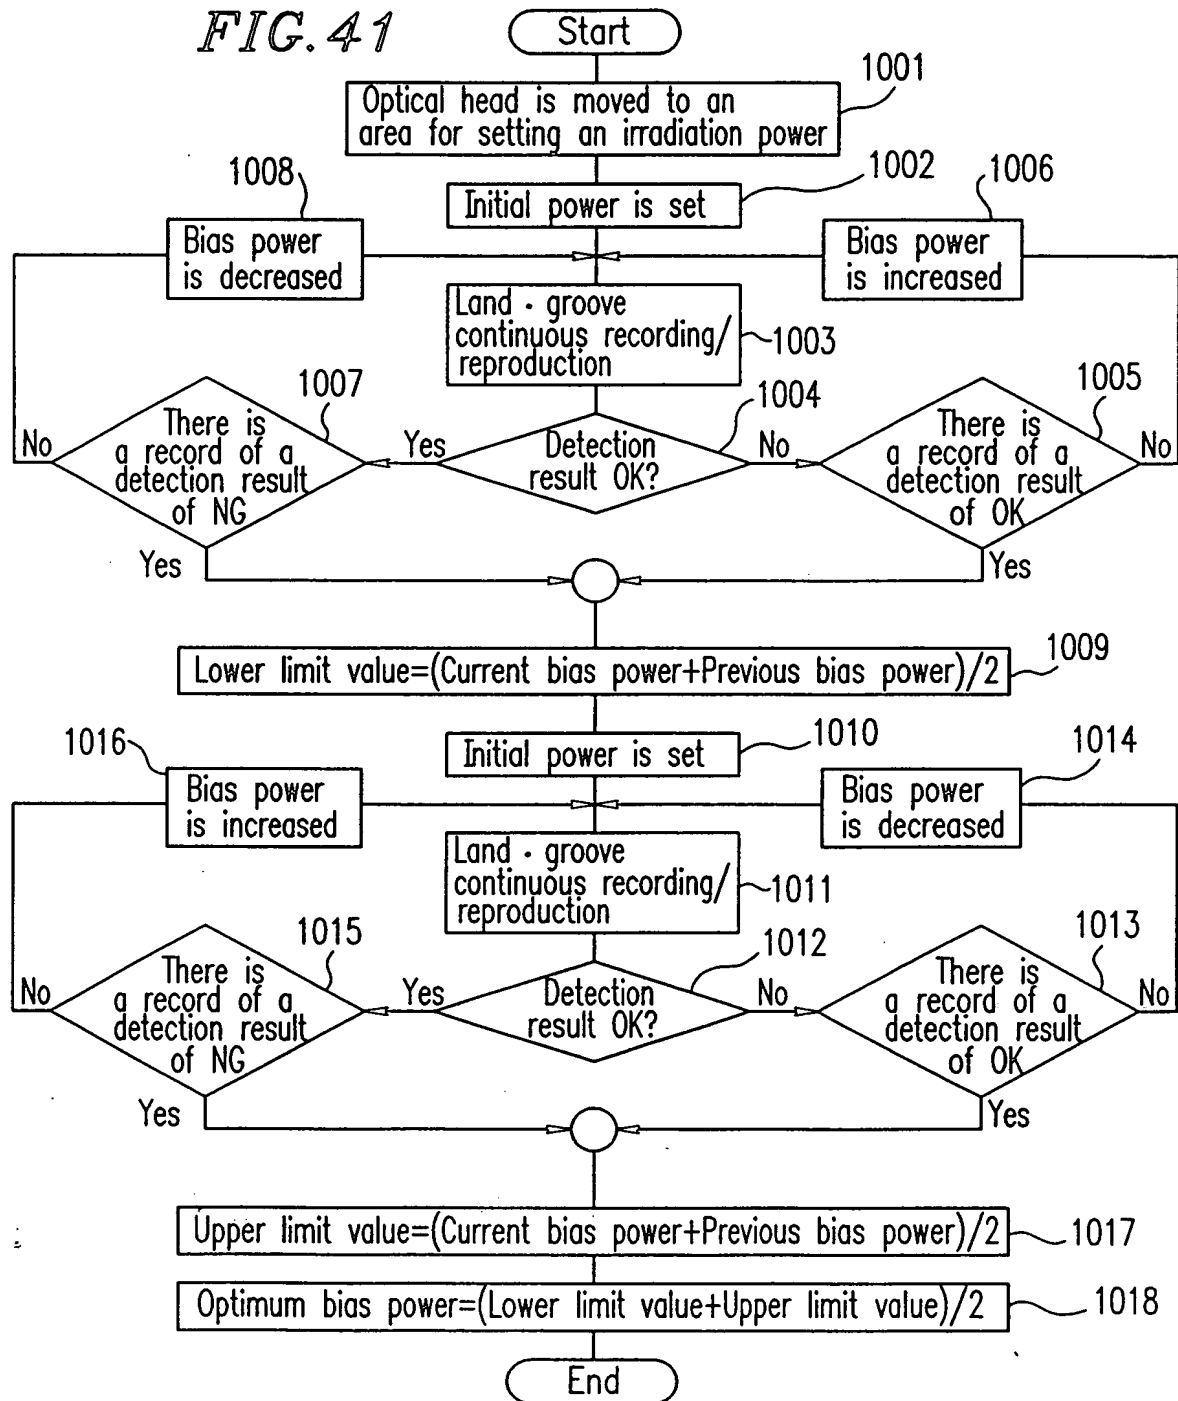 FIG. 41
Start
1001
Optical head is moved to an
area for setting an irradiation power
1008
1002
1006
Initial power is set
Bias power
is decreased
Bias power
is increased
Land · groove
continuous recording/
reproduction
1003
1007
1004
1005
There is
a record of a
detection result
of NG
No
Yes
Detection
result OK?
No
There is
a record of a
detection result
of OK
No
Yes
Yes
1009
Lower limit value=(Current bias power+Previous bias power)/2
1016
1010
1014
Initial power is set
Bias power
is increased
Bias power
is decreased
Land · groove
continuous recording/
reproduction
1011
1015
1012
1013
There is
a record of a
detection result
of NG
No
Yes
Detection
result OK?
No
There is
a record of a
detection result
of OK
No
Yes
Yes
Upper limit value=(Current bias power+Previous bias power)/2
1017
Optimum bias power=(Lower limit value+Upper limit value)/2
1018
End